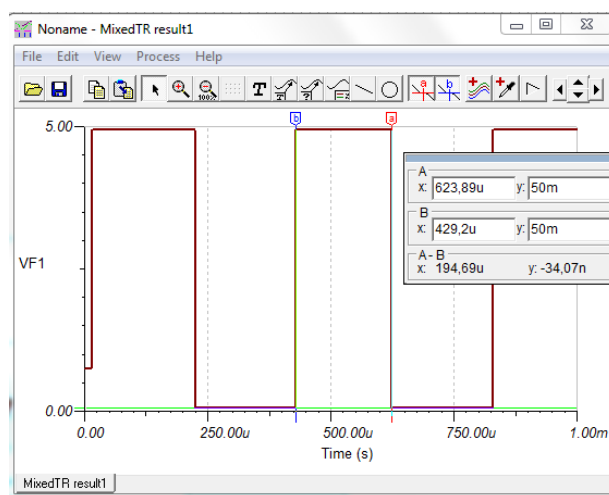 Noname - MixedTR result1
File Edit View Process Help
100% T
a b
b a
5.00
VF1
0.00
0.00 250.00u 500.00u 750.00u 1.00m
Time (s)
A
x: 623,89u y: 50m
B
x: 429,2u y: 50m
A - B
x: 194,69u y: -34,07n
MixedTR result1